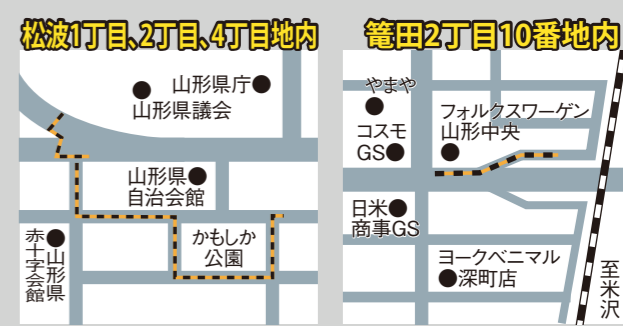 松波1丁目、2丁目、4丁目地内
山形県庁●
●
山形県議会
山形県●
自治会館
かもしか
公園
●山形県
赤十字会館
篭田2丁目10番地内
やまや
●
コスモ
GS●
フォルクスワーゲン
山形中央
●
日米●
商事GS
ヨークベニマル
●深町店
至米沢